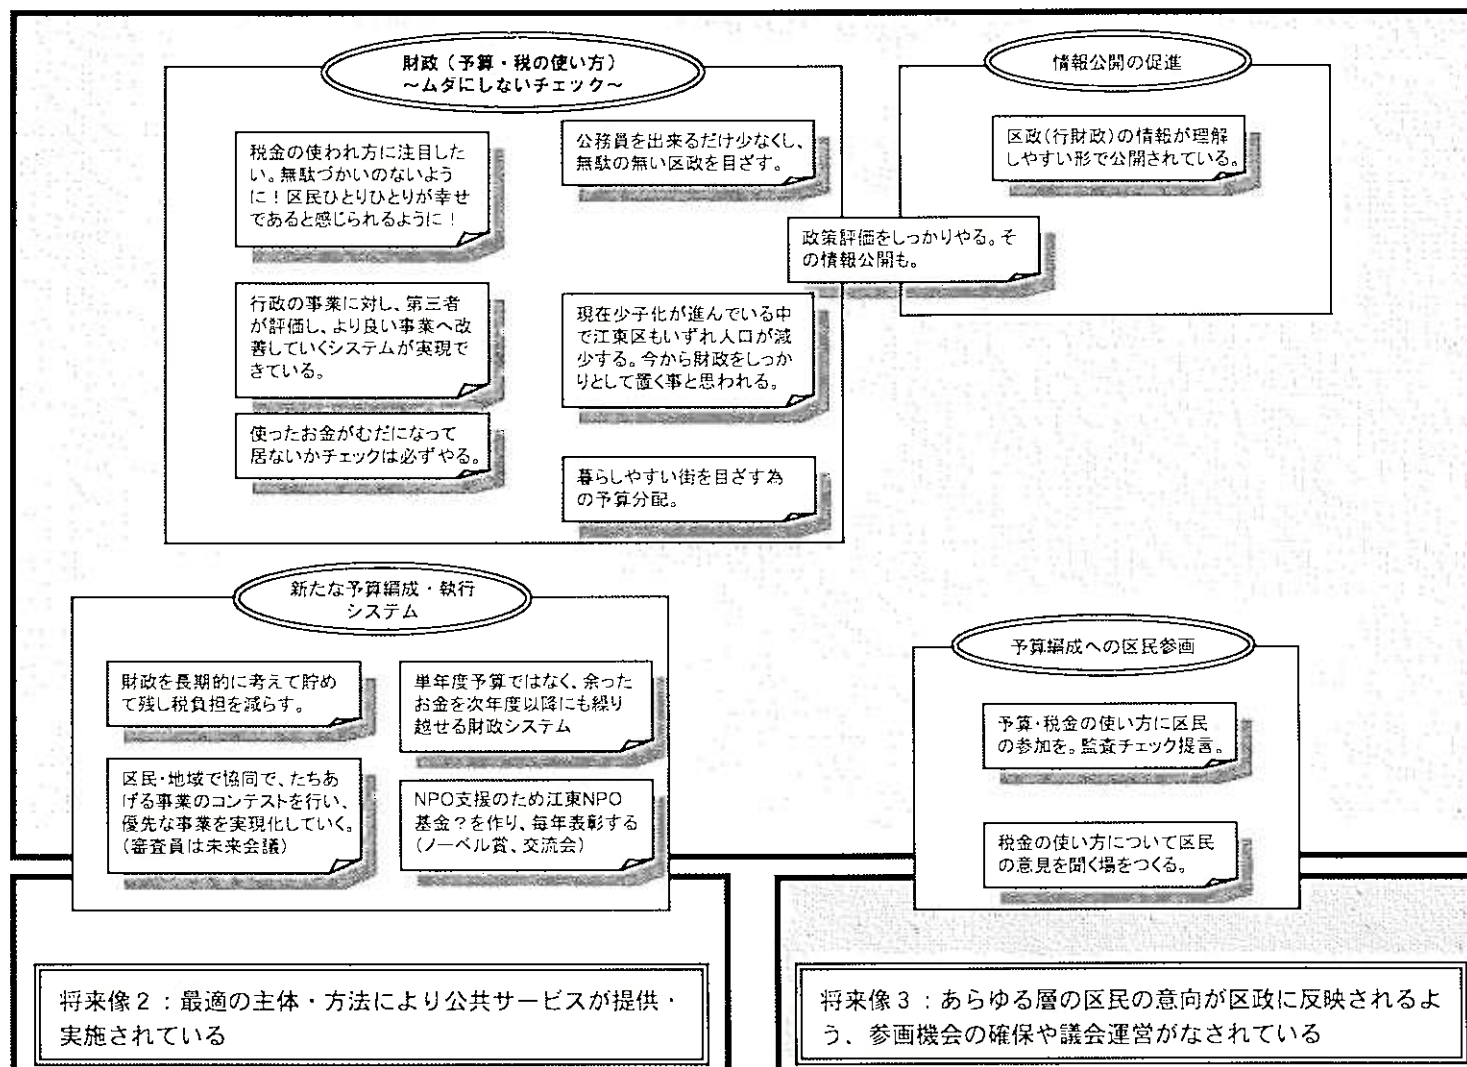 財政（予算・税の使い方）
～ムダにしないチェック～
税金の使われ方に注目した
い。無駄づかいのないよう
に！区民ひとりひとりが幸せ
であると感じられるように！
公務員を出来るだけ少なくし、
無駄の無い区政を目ざす。
行政の事業に対し、第三者
が評価し、より良い事業へ改
善していくシステムが実現で
きている。
現在少子化が進んでいる中
で江東区もいずれ人口が減
少する。今から財政をしっか
りとして置く事と思われる。
使ったお金がむだになって
居ないかチェックは必ずやる。
暮らしやすい街を目ざす為
の予算分配。
政策評価をしっかりやる。そ
の情報公開も。
情報公開の促進
区政(行財政)の情報が理解
しやすい形で公開されている。
新たな予算編成・執行
システム
財政を長期的に考えて貯め
て残し税負担を減らす。
単年度予算ではなく、余った
お金を次年度以降にも繰り
越せる財政システム
区民・地域で協同で、たちあ
げる事業のコンテストを行い、
優先な事業を実現化していく。
(審査員は未来会議)
NPO支援のため江東NPO
基金？を作り、毎年表彰する
(ノーベル賞、交流会)
予算編成への区民参画
予算・税金の使い方に区民
の参加を。監査チェック提言。
税金の使い方について区民
の意見を聞く場をつくる。
将来像２：最適の主体・方法により公共サービスが提供・
実施されている
将来像３：あらゆる層の区民の意向が区政に反映されるよ
う、参画機会の確保や議会運営がなされている